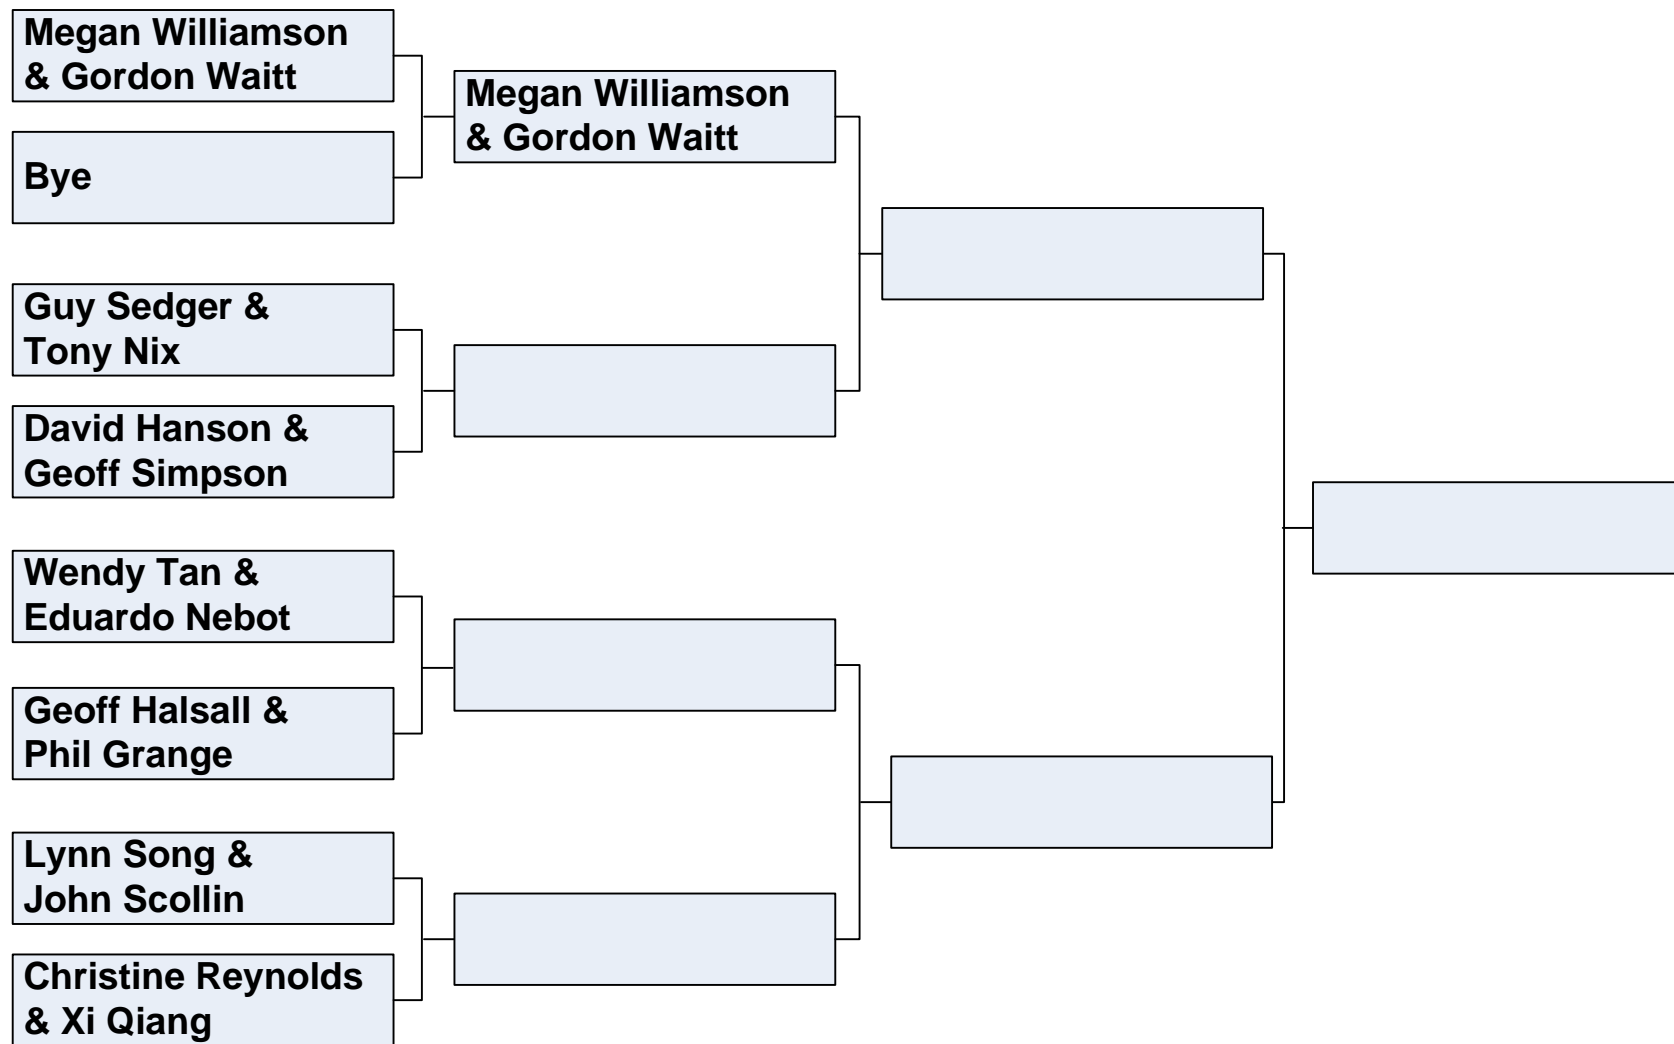 Megan Williamson
& Gordon Waitt
Bye
Guy Sedger &
Tony Nix
David Hanson &
Geoff Simpson
Wendy Tan &
Eduardo Nebot
Geoff Halsall &
Phil Grange
Lynn Song &
John Scollin
Christine Reynolds
& Xi Qiang
Megan Williamson
& Gordon Waitt